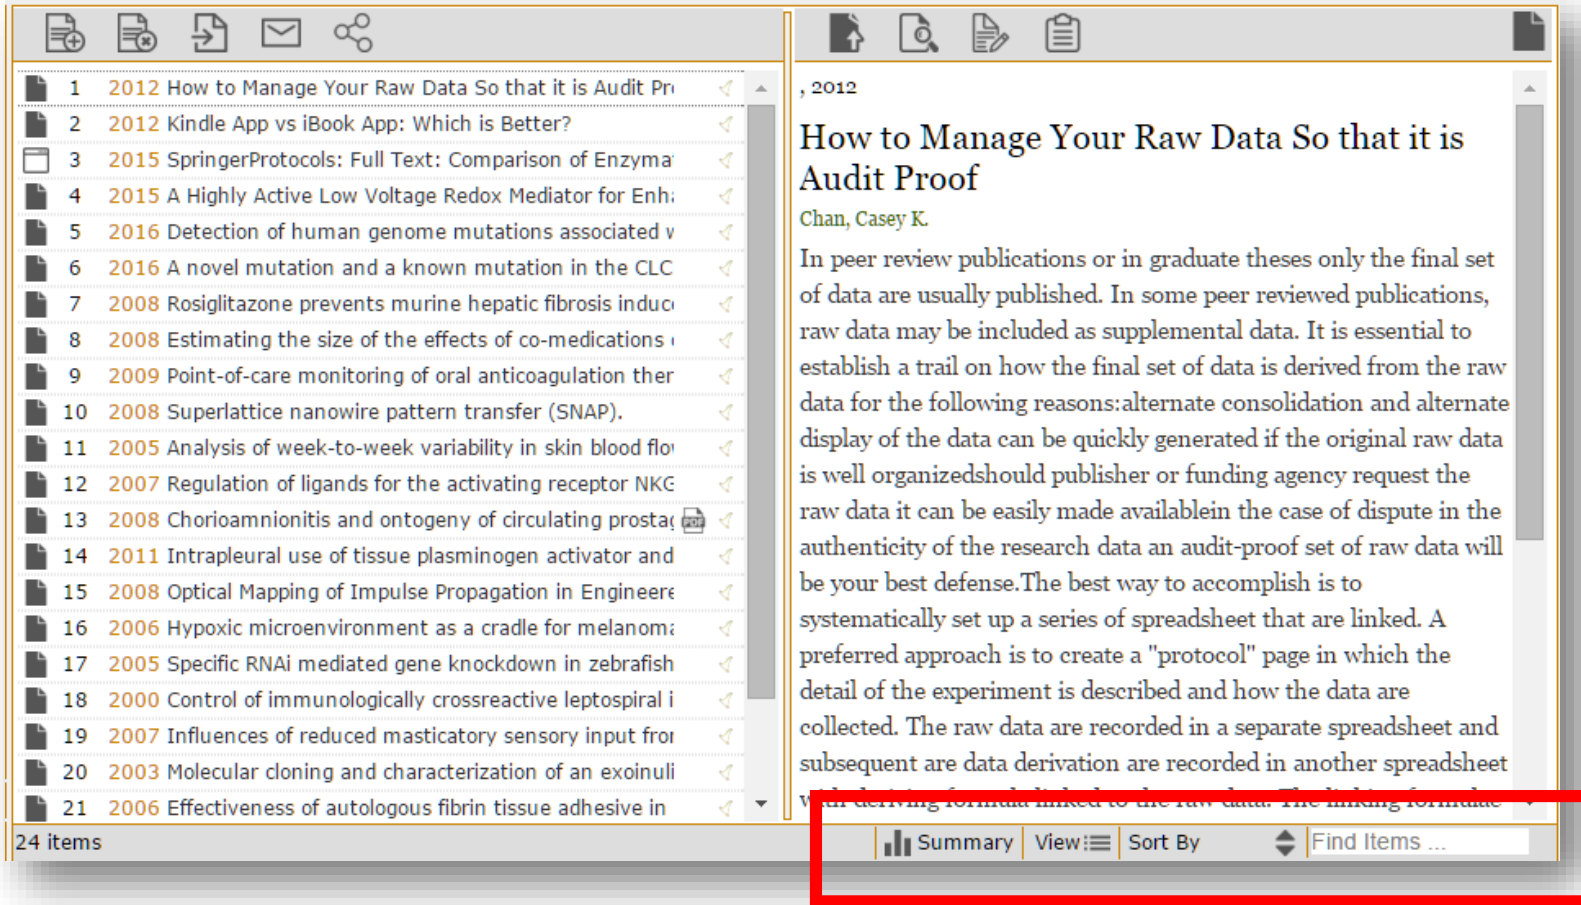 1 2012 How to Manage Your Raw Data So that it is Audit
2 2012 Kindle App vs iBook App: Which is Better?
3 2015 SpringerProtocols: Full Text: Comparison of
4 2015 A Highly Active Low Voltage Redox Mediator for
5 2016 Detection of human genome mutations associated
6 2016 A novel mutation and a known mutation in the CLC
7 2008 Rosiglitazone prevents murine hepatic fibrosis
8 2008 Estimating the size of the effects of co-medications
9 2009 Point-of-care monitoring of oral anticoagulation ther
10 2008 Superlattice nanowire pattern transfer (SNAP).
11 2005 Analysis of week-to-week variability in skin blood
12 2007 Regulation of ligands for the activating receptor NKG
13 2008 Chorioamnionitis and ontogeny of circulating PDF
14 2011 Intrapleural use of tissue plasminogen activator and
15 2008 Optical Mapping of Impulse Propagation in
16 2006 Hypoxic microenvironment as a cradle for
17 2005 Specific RNAi mediated gene knockdown in zebrafish
18 2000 Control of immunologically crossreactive leptospiral i
19 2007 Influences of reduced masticatory sensory input
20 2003 Molecular cloning and characterization of an exoinuli
21 2006 Effectiveness of autologous fibrin tissue adhesive in
, 2012
How to Manage Your Raw Data So that it is
Audit Proof
Chan, Casey K.
In peer review publications or in graduate theses only the final set
of data are usually published. In some peer reviewed publications,
raw data may be included as supplemental data. It is essential to
establish a trail on how the final set of data is derived from the raw
data for the following reasons:alternate consolidation and alternate
display of the data can be quickly generated if the original raw data
is well organizedshould publisher or funding agency request the
raw data it can be easily made availablein the case of dispute in the
authenticity of the research data an audit-proof set of raw data will
be your best defense.The best way to accomplish is to
systematically set up a series of spreadsheet that are linked. A
preferred approach is to create a "protocol" page in which the
detail of the experiment is described and how the data are
collected. The raw data are recorded in a separate spreadsheet and
subsequent are data derivation are recorded in another spreadsheet
with deriving formula linked to the raw data. The linking formulae
24 items
Summary View Sort By Find Items ...